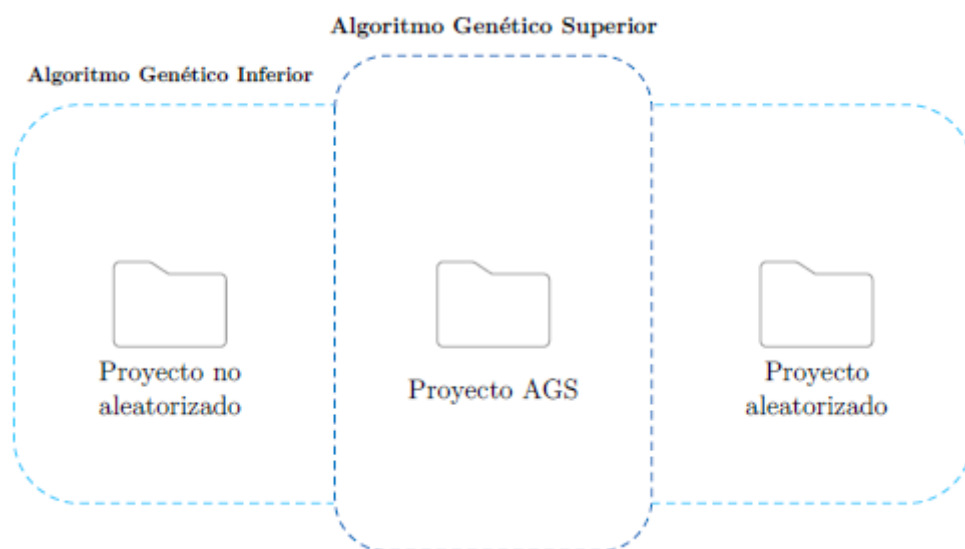 Algoritmo Genético Superior
Algoritmo Genético Inferior
Proyecto no
aleatorizado
Proyecto AGS
Proyecto
aleatorizado